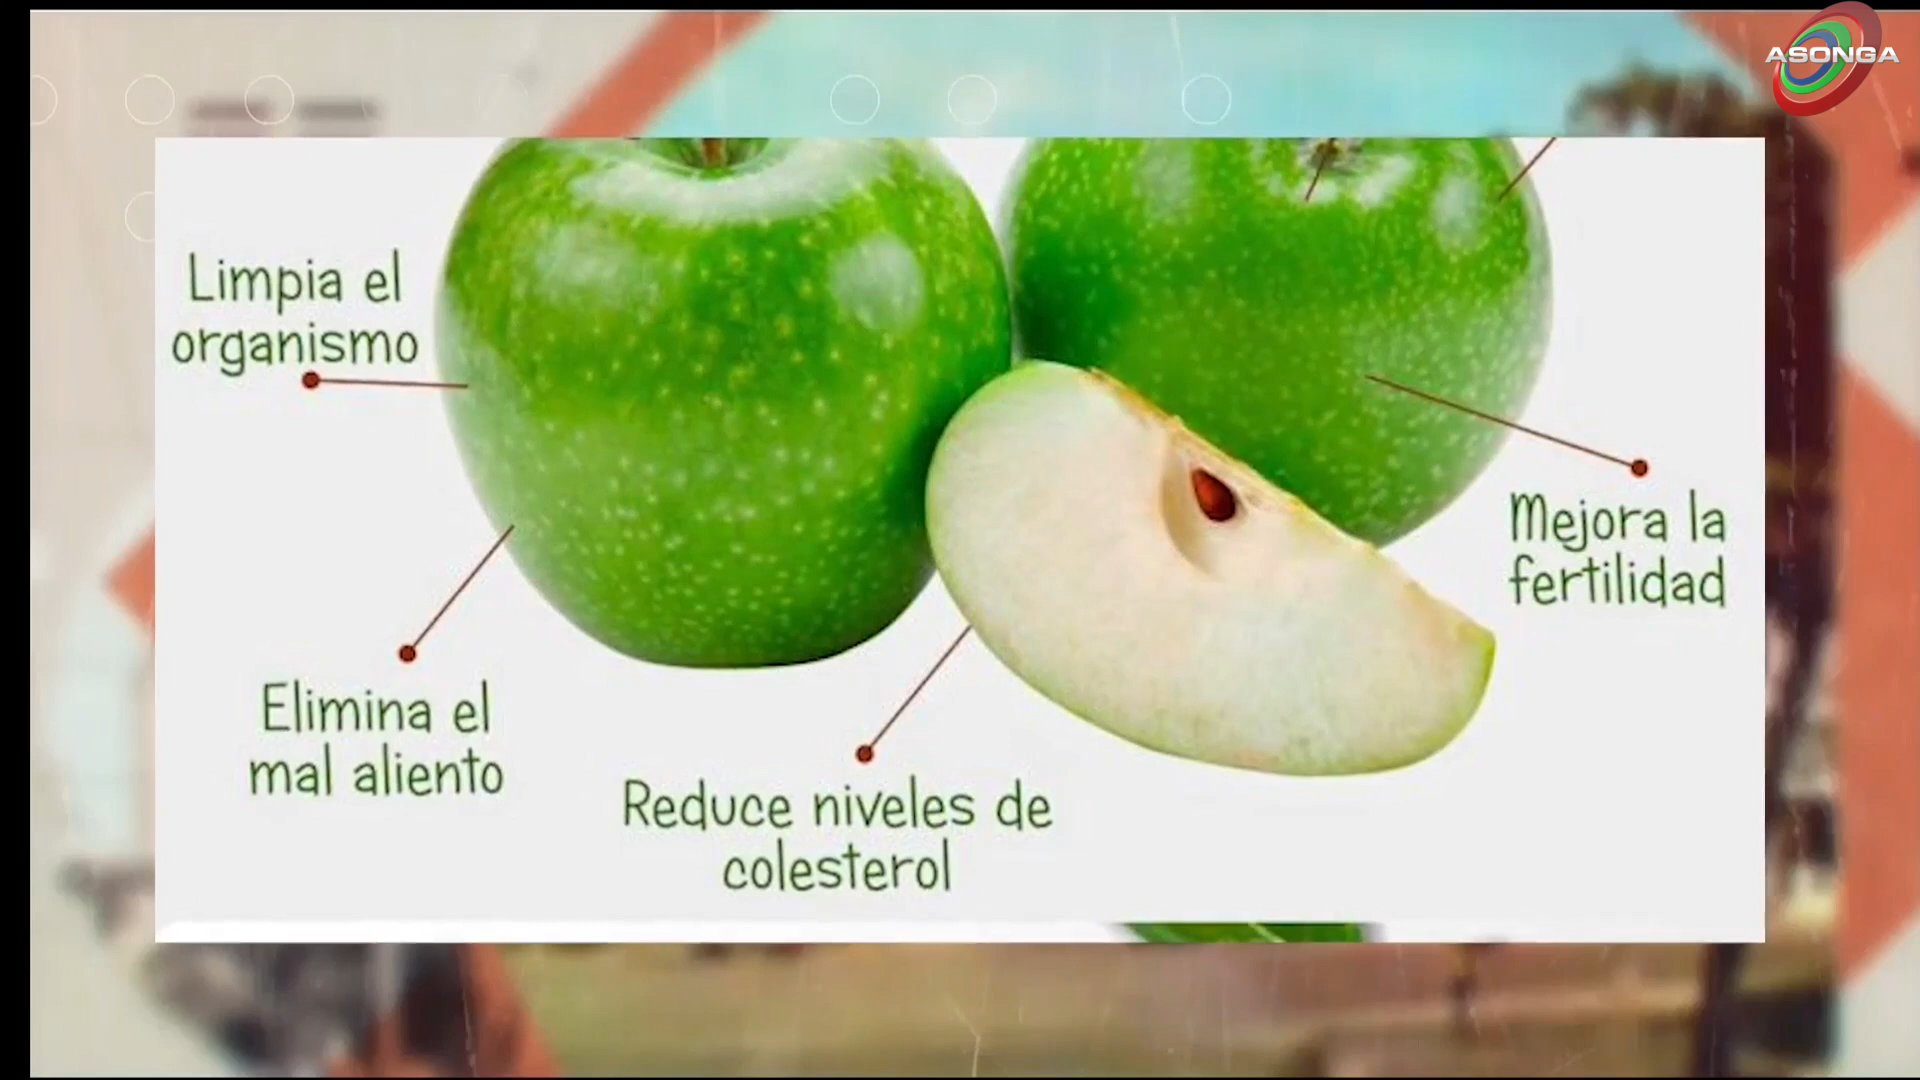 ASONGA
Limpia el
organismo
Mejora la
fertilidad
Elimina el
mal aliento
Reduce niveles de
colesterol